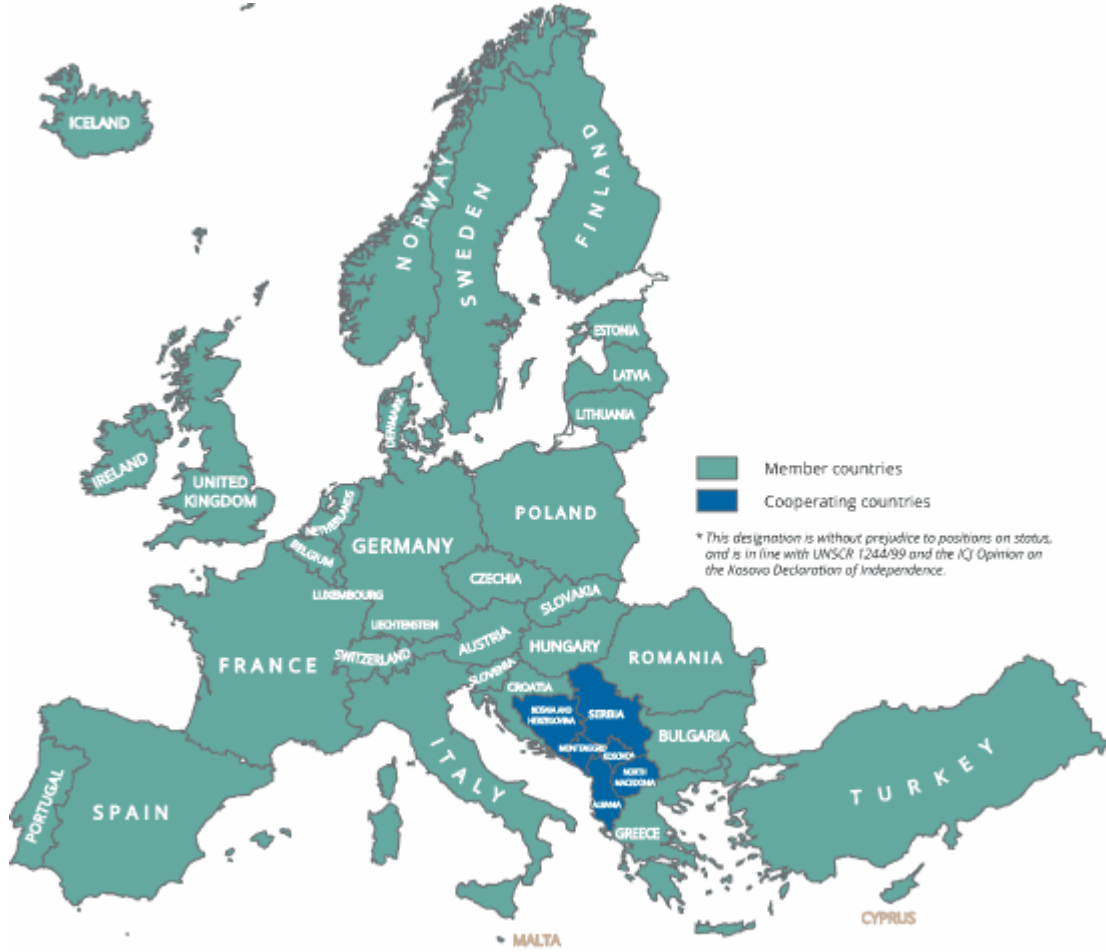 ICELAND
NORWAY
SWEDEN
FINLAND
ESTONIA
LATVIA
LITHUANIA
DENMARK
IRELAND
UNITED
KINGDOM
NETHERLANDS
BELGIUM
GERMANY
POLAND
Member countries
Cooperating countries
* This designation is without prejudice to positions on status,
and is in line with UNSCR 1244/99 and the ICJ Opinion on
the Kosovo Declaration of Independence.
CZECHIA
LUXEMBOURG
SLOVAKIA
LIECHTENSTEIN
AUSTRIA
HUNGARY
SWITZERLAND
FRANCE
SLOVENIA
ROMANIA
CROATIA
BOSNIA AND
HERZEGOVINA
SERBIA
BULGARIA
MONTENEGRO
KOSOVO*
NORTH
MACEDONIA
ITALY
ALBANIA
TURKEY
PORTUGAL
SPAIN
GREECE
CYPRUS
MALTA